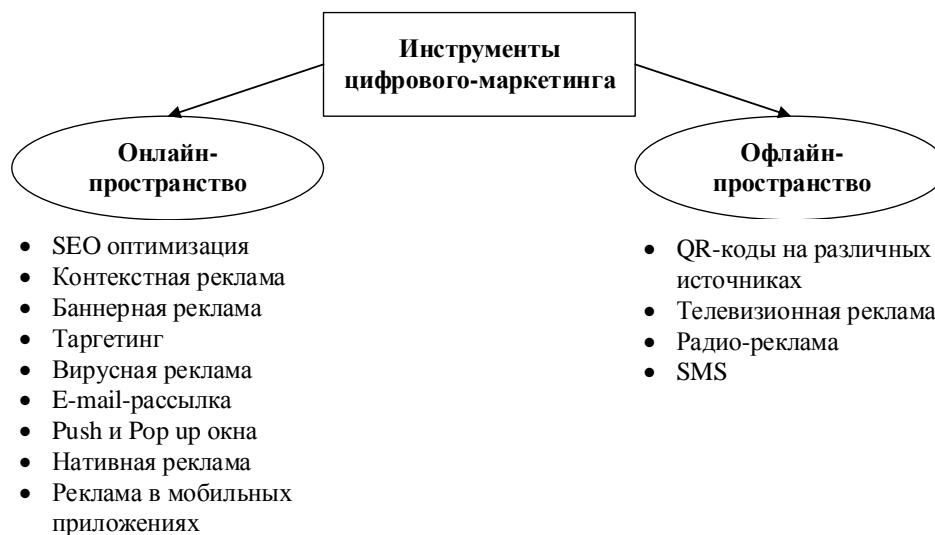 Инструменты
цифрового-маркетинга
Онлайн-
пространство
Офлайн-
пространство
• SEO оптимизация
• Контекстная реклама
• Баннерная реклама
• Таргетинг
• Вирусная реклама
• E-mail-рассылка
• Push и Pop up окна
• Нативная реклама
• Реклама в мобильных
приложениях
• QR-коды на различных
источниках
• Телевизионная реклама
• Радио-реклама
• SMS